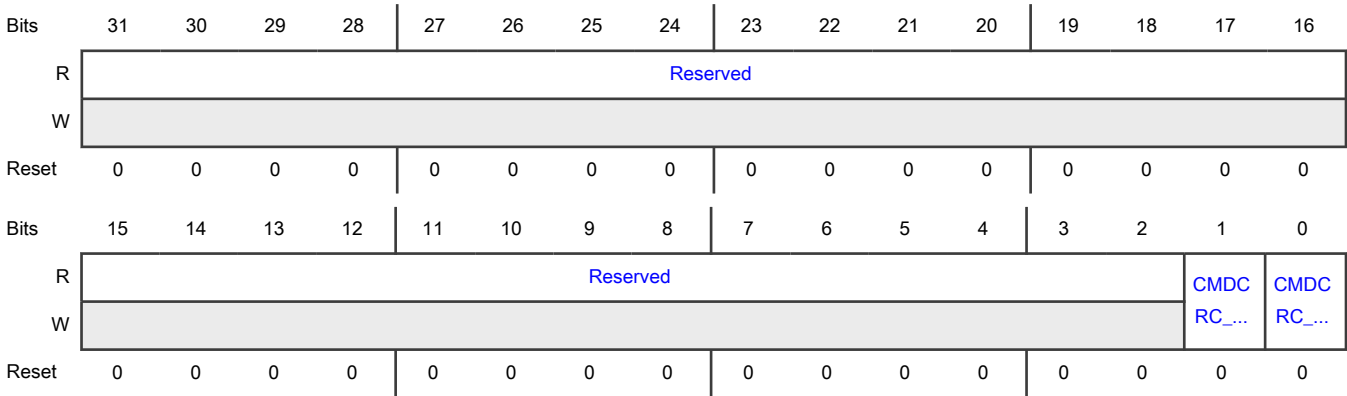 Bits 31 30 29 28 27 26 25 24 23 22 21 20 19 18 17 16
R Reserved
W
Reset 0 0 0 0 0 0 0 0 0 0 0 0 0 0 0 0
Bits 15 14 13 12 11 10 9 8 7 6 5 4 3 2 1 0
R Reserved CMDC CMDC
W RC_... RC_...
Reset 0 0 0 0 0 0 0 0 0 0 0 0 0 0 0 0